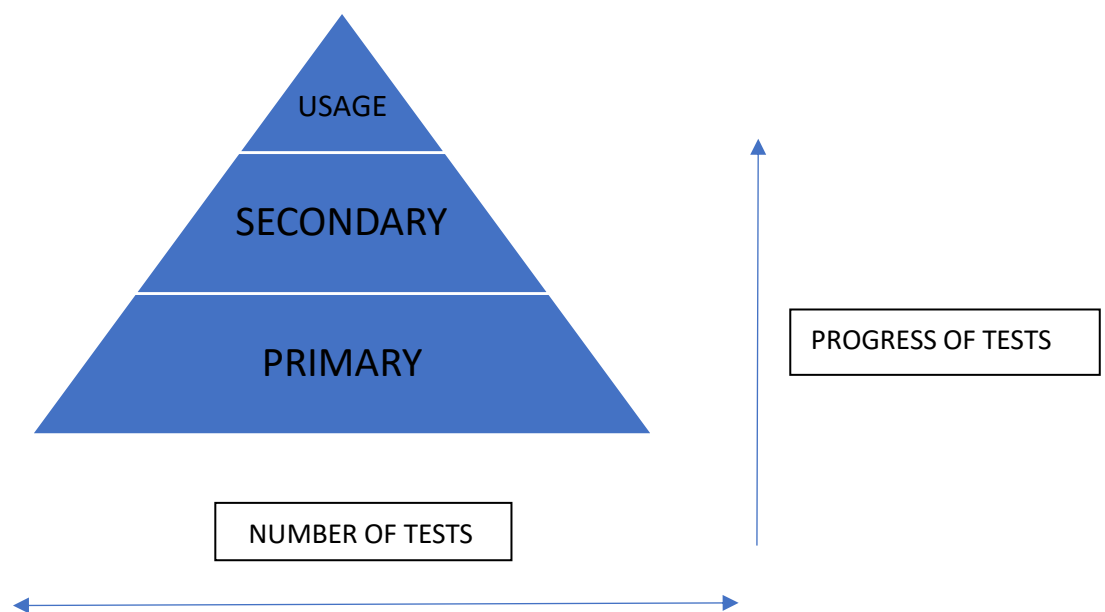 USAGE
SECONDARY
PRIMARY
PROGRESS OF TESTS
NUMBER OF TESTS